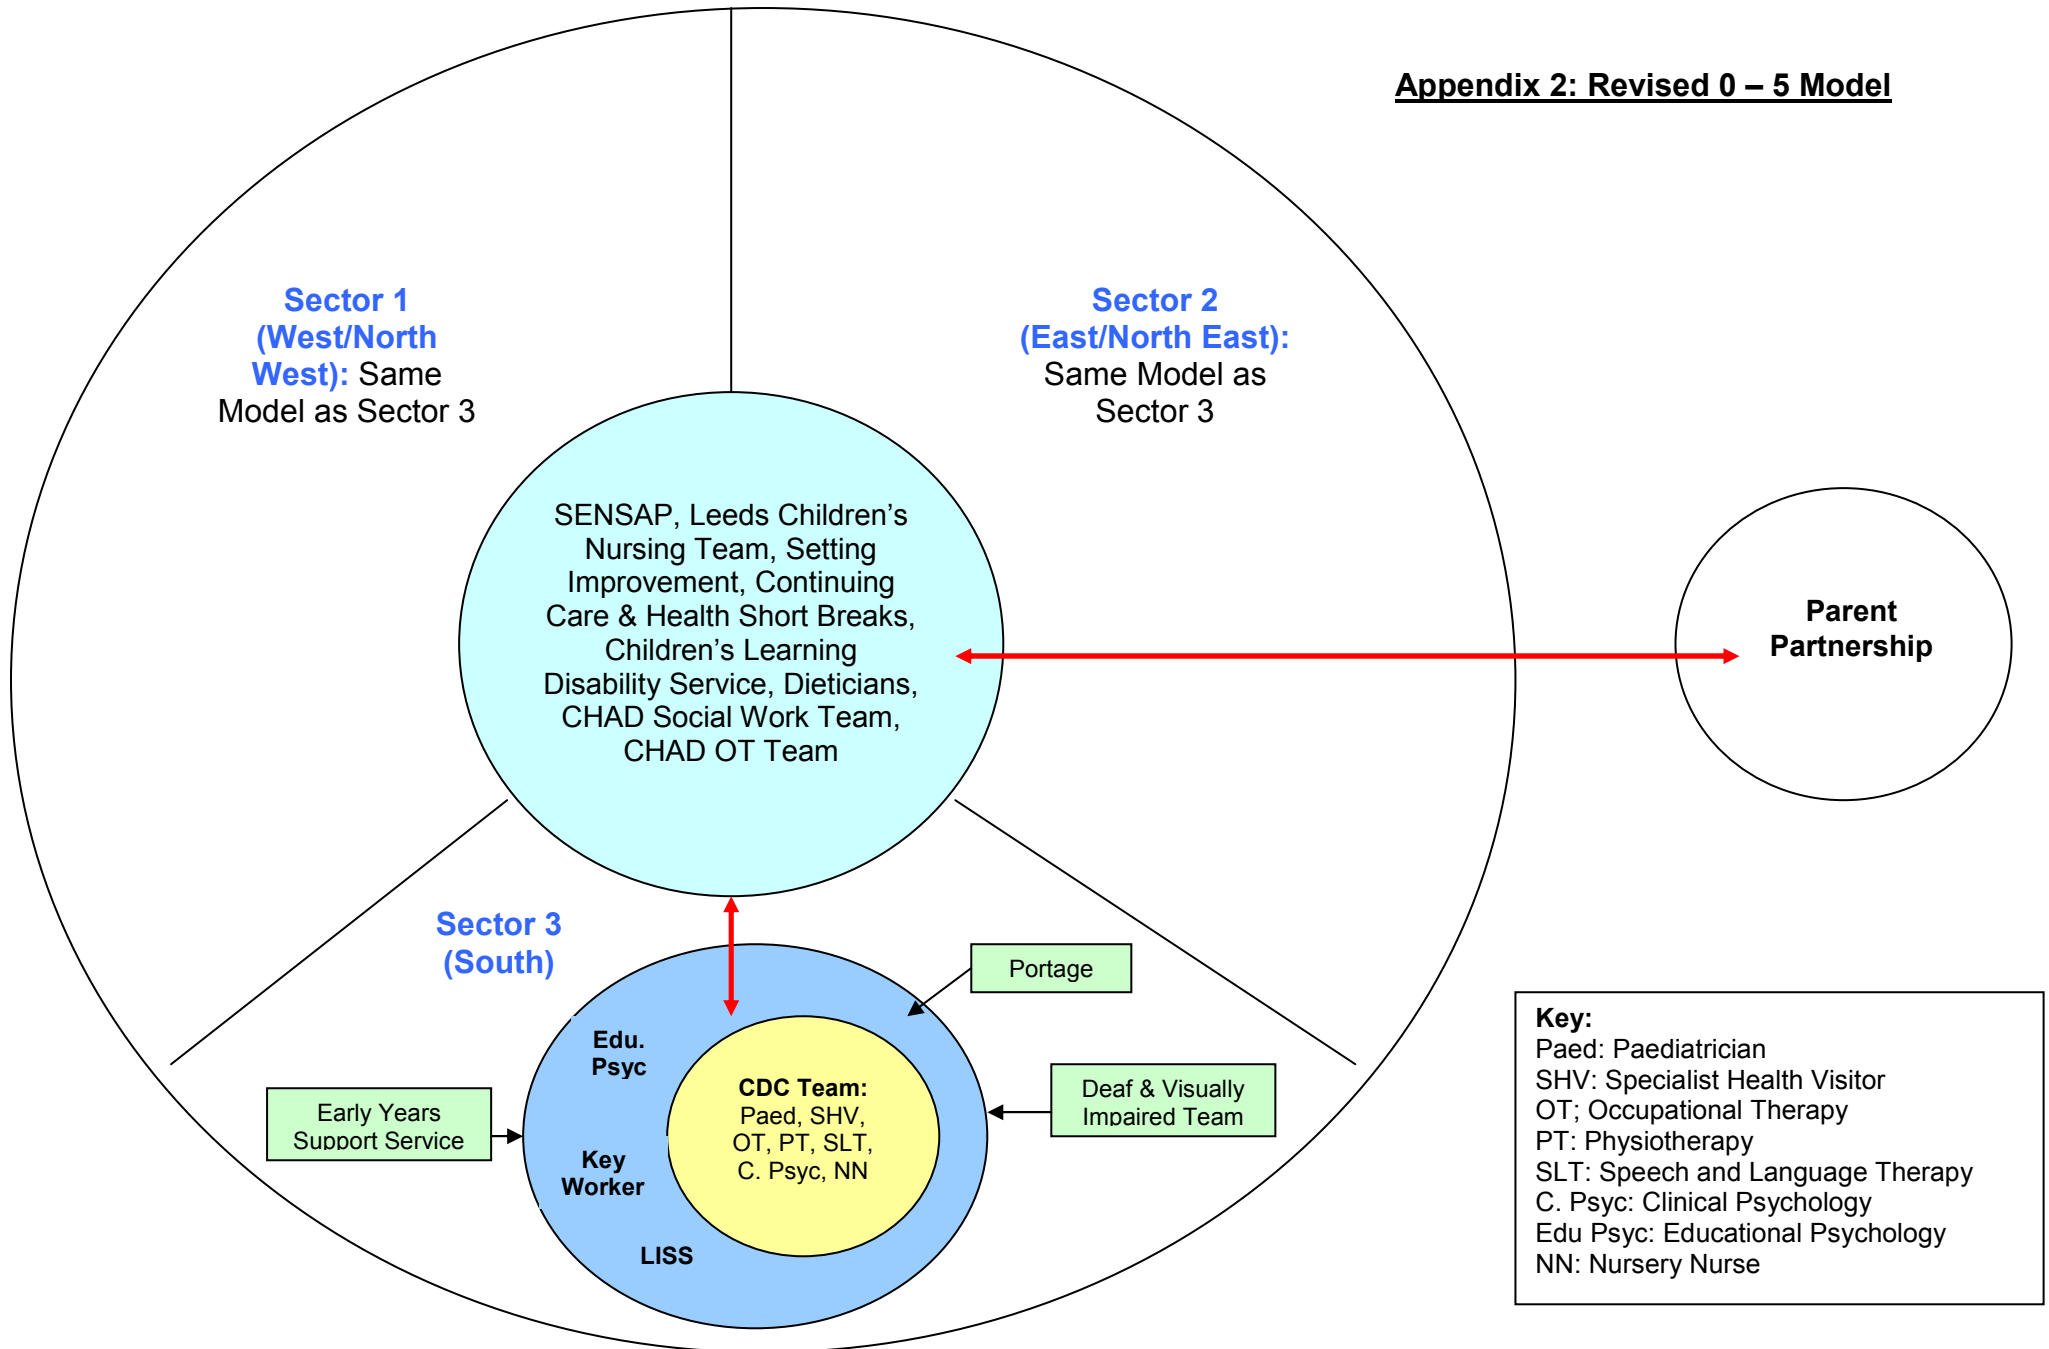 Appendix 2: Revised 0 – 5 Model
Sector 1
(West/North
West): Same
Model as Sector 3
Sector 2
(East/North East):
Same Model as
Sector 3
SENSAP, Leeds Children’s
Nursing Team, Setting
Improvement, Continuing
Care & Health Short Breaks,
Children’s Learning
Disability Service, Dieticians,
CHAD Social Work Team,
CHAD OT Team
Parent
Partnership
Sector 3
(South)
Portage
Edu.
Psyc
CDC Team:
Paed, SHV,
OT, PT, SLT,
C. Psyc, NN
Deaf & Visually
Impaired Team
Early Years
Support Service
Key
Worker
LISS
Key:
Paed: Paediatrician
SHV: Specialist Health Visitor
OT; Occupational Therapy
PT: Physiotherapy
SLT: Speech and Language Therapy
C. Psyc: Clinical Psychology
Edu Psyc: Educational Psychology
NN: Nursery Nurse